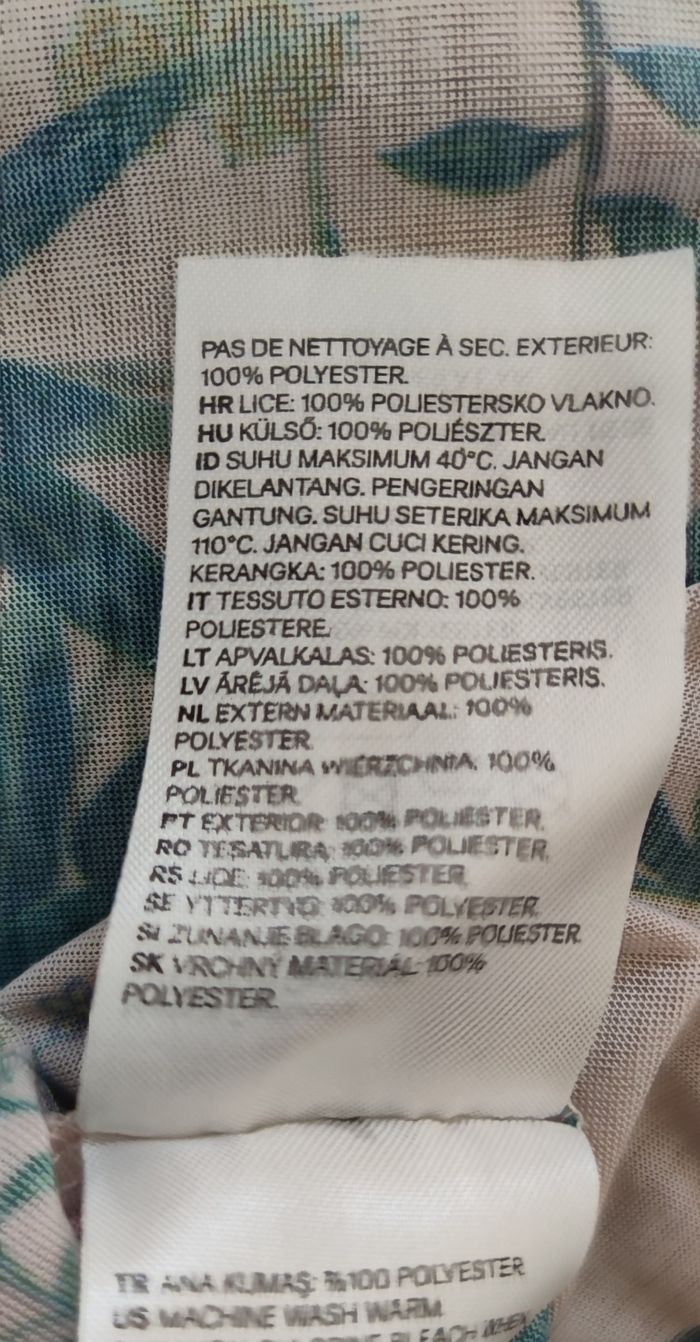 PAS DE NETTOYAGE À SEC. EXTERIEUR:
100% POLYESTER.
HR LICE: 100% POLIESTERSKO VLAKNO.
HU KÜLSŐ: 100% POLIÉSZTER.
ID SUHU MAKSIMUM 40°C. JANGAN
DIKELANTANG. PENGERINGAN
GANTUNG. SUHU SETERIKA MAKSIMUM
110°C. JANGAN CUCI KERING.
KERANGKA: 100% POLIESTER.
IT TESSUTO ESTERNO: 100%
POLIESTERE.
LT APVALKALAS: 100% POLIESTERIS.
LV ĀRĒJĀ DAĻA: 100% POLIESTERIS.
NL EXTERN MATERIAAL: 100%
POLYESTER.
PL TKANINA WIERZCHNIA: 100%
POLIESTER.
PT EXTERIOR: 100% POLIESTER.
RO TESATURA: 100% POLIESTER.
RS LICE: 100% POLIESTER.
SE YTTERTYG: 100% POLYESTER.
SI ZUNANJE BLAGO: 100% POLIESTER.
SK VRCHNÝ MATERIÁL: 100%
POLYESTER.
TR ANA KUMAŞ: %100 POLYESTER
US MACHINE WASH WARM.
BLEACH WHEN